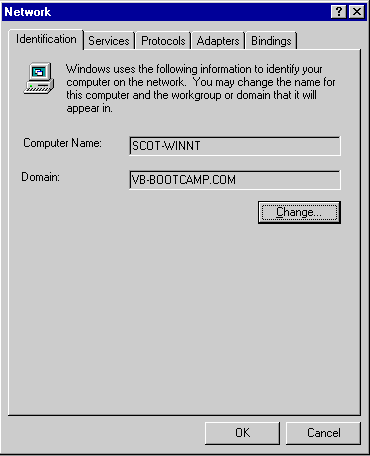 Network
Identification Services Protocols Adapters Bindings
Windows uses the following information to identify your
computer on the network. You may change the name for
this computer and the workgroup or domain that it will
appear in.
Computer Name: SCOT-WINNT
Domain: VB-BOOTCAMP.COM
Change...
OK Cancel